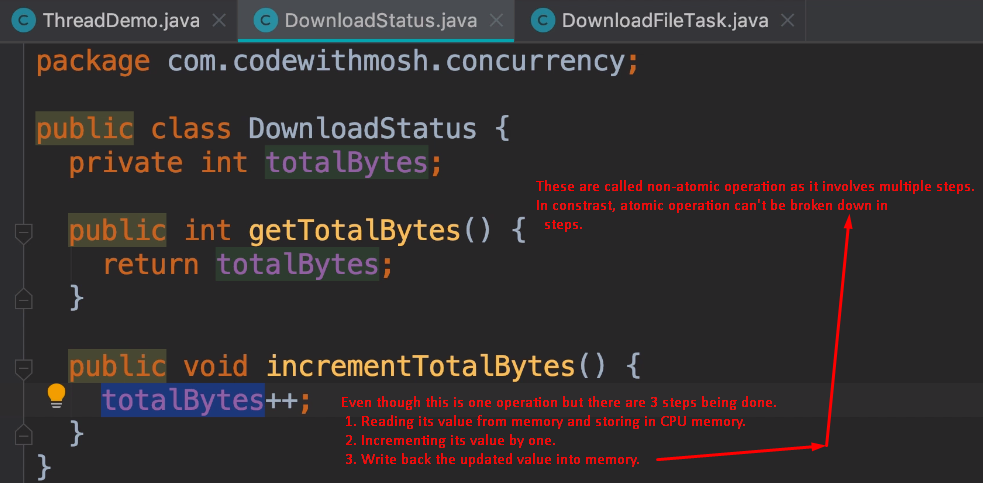 ThreadDemo.java DownloadStatus.java DownloadFileTask.java
package com.codewithmosh.concurrency;
public class DownloadStatus {
private int totalBytes;
These are called non-atomic operation as it involves multiple steps.
In constrast, atomic operation can't be broken down in
steps.
public int getTotalBytes() {
return totalBytes;
}
public void incrementTotalBytes() {
totalBytes++;
Even though this is one operation but there are 3 steps being done.
1. Reading its value from memory and storing in CPU memory.
2. Incrementing its value by one.
3. Write back the updated value into memory.
}
}